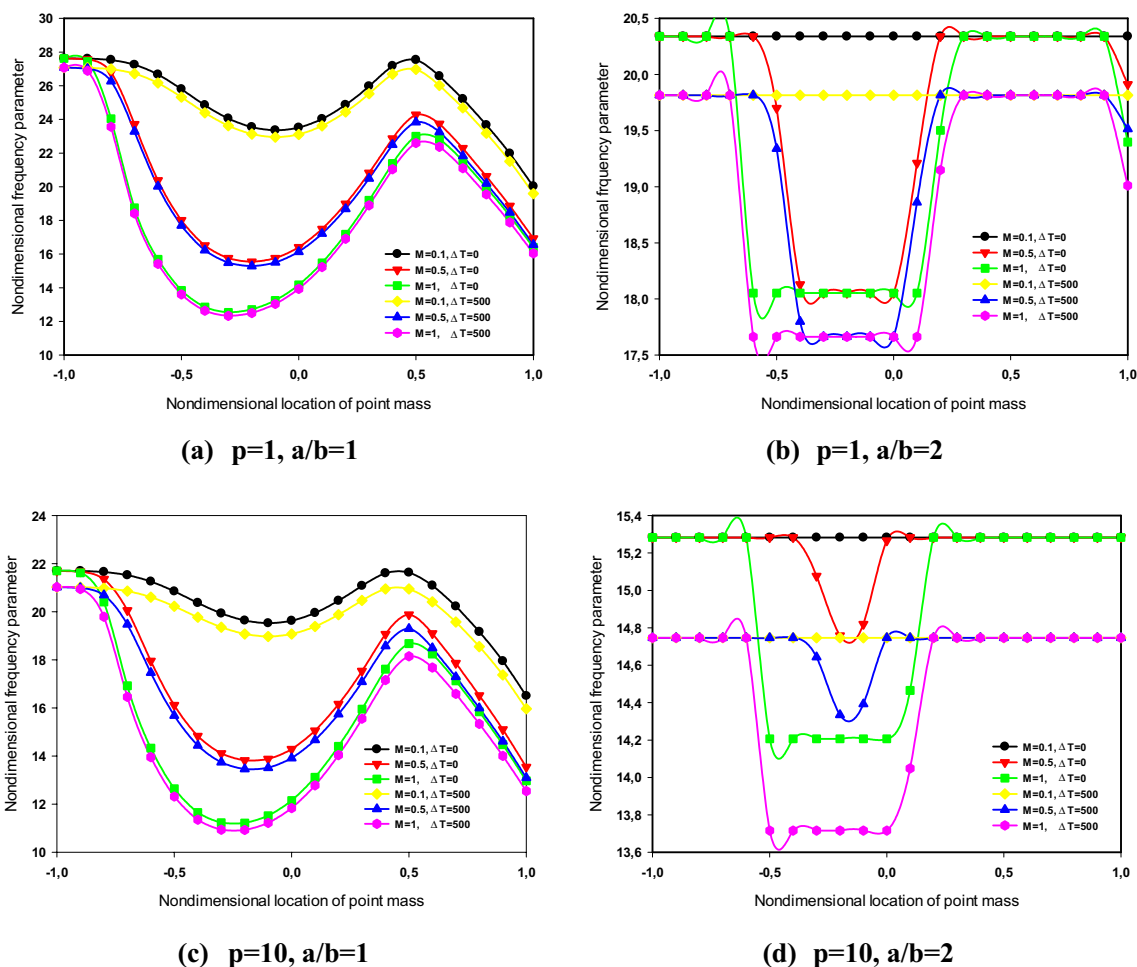 30
28
26
24
22
20
18
16
14
12
10
Nondimensional frequency parameter
M=0.1, ΔT=0
M=0.5, ΔT=0
M=1, ΔT=0
M=0.1, ΔT=500
M=0.5, ΔT=500
M=1, ΔT=500
-1,0 -0,5 0,0 0,5 1,0
Nondimensional location of point mass
(a) p=1, a/b=1
20,5
20,0
19,5
19,0
18,5
18,0
17,5
Nondimensional frquency parameter
M=0.1, ΔT=0
M=0.5, ΔT=0
M=1, ΔT=0
M=0.1, ΔT=500
M=0.5, ΔT=500
M=1, ΔT=500
-1,0 -0,5 0,0 0,5 1,0
Nondimensional location of point mass
(b) p=1, a/b=2
24
22
20
18
16
14
12
10
Nondimensional frequency parameter
M=0.1, ΔT=0
M=0.5, ΔT=0
M=1, ΔT=0
M=0.1, ΔT=500
M=0.5, ΔT=500
M=1, ΔT=500
-1,0 -0,5 0,0 0,5 1,0
Nondimensional location of point mass
(c) p=10, a/b=1
15,4
15,2
15,0
14,8
14,6
14,4
14,2
14,0
13,8
13,6
Nondimensional frequency parameter
M=0.1, ΔT=0
M=0.5, ΔT=0
M=1, ΔT=0
M=0.1, ΔT=500
M=0.5, ΔT=500
M=1, ΔT=500
-1,0 -0,5 0,0 0,5 1,0
Nondimensional location of point mass
(d) p=10, a/b=2